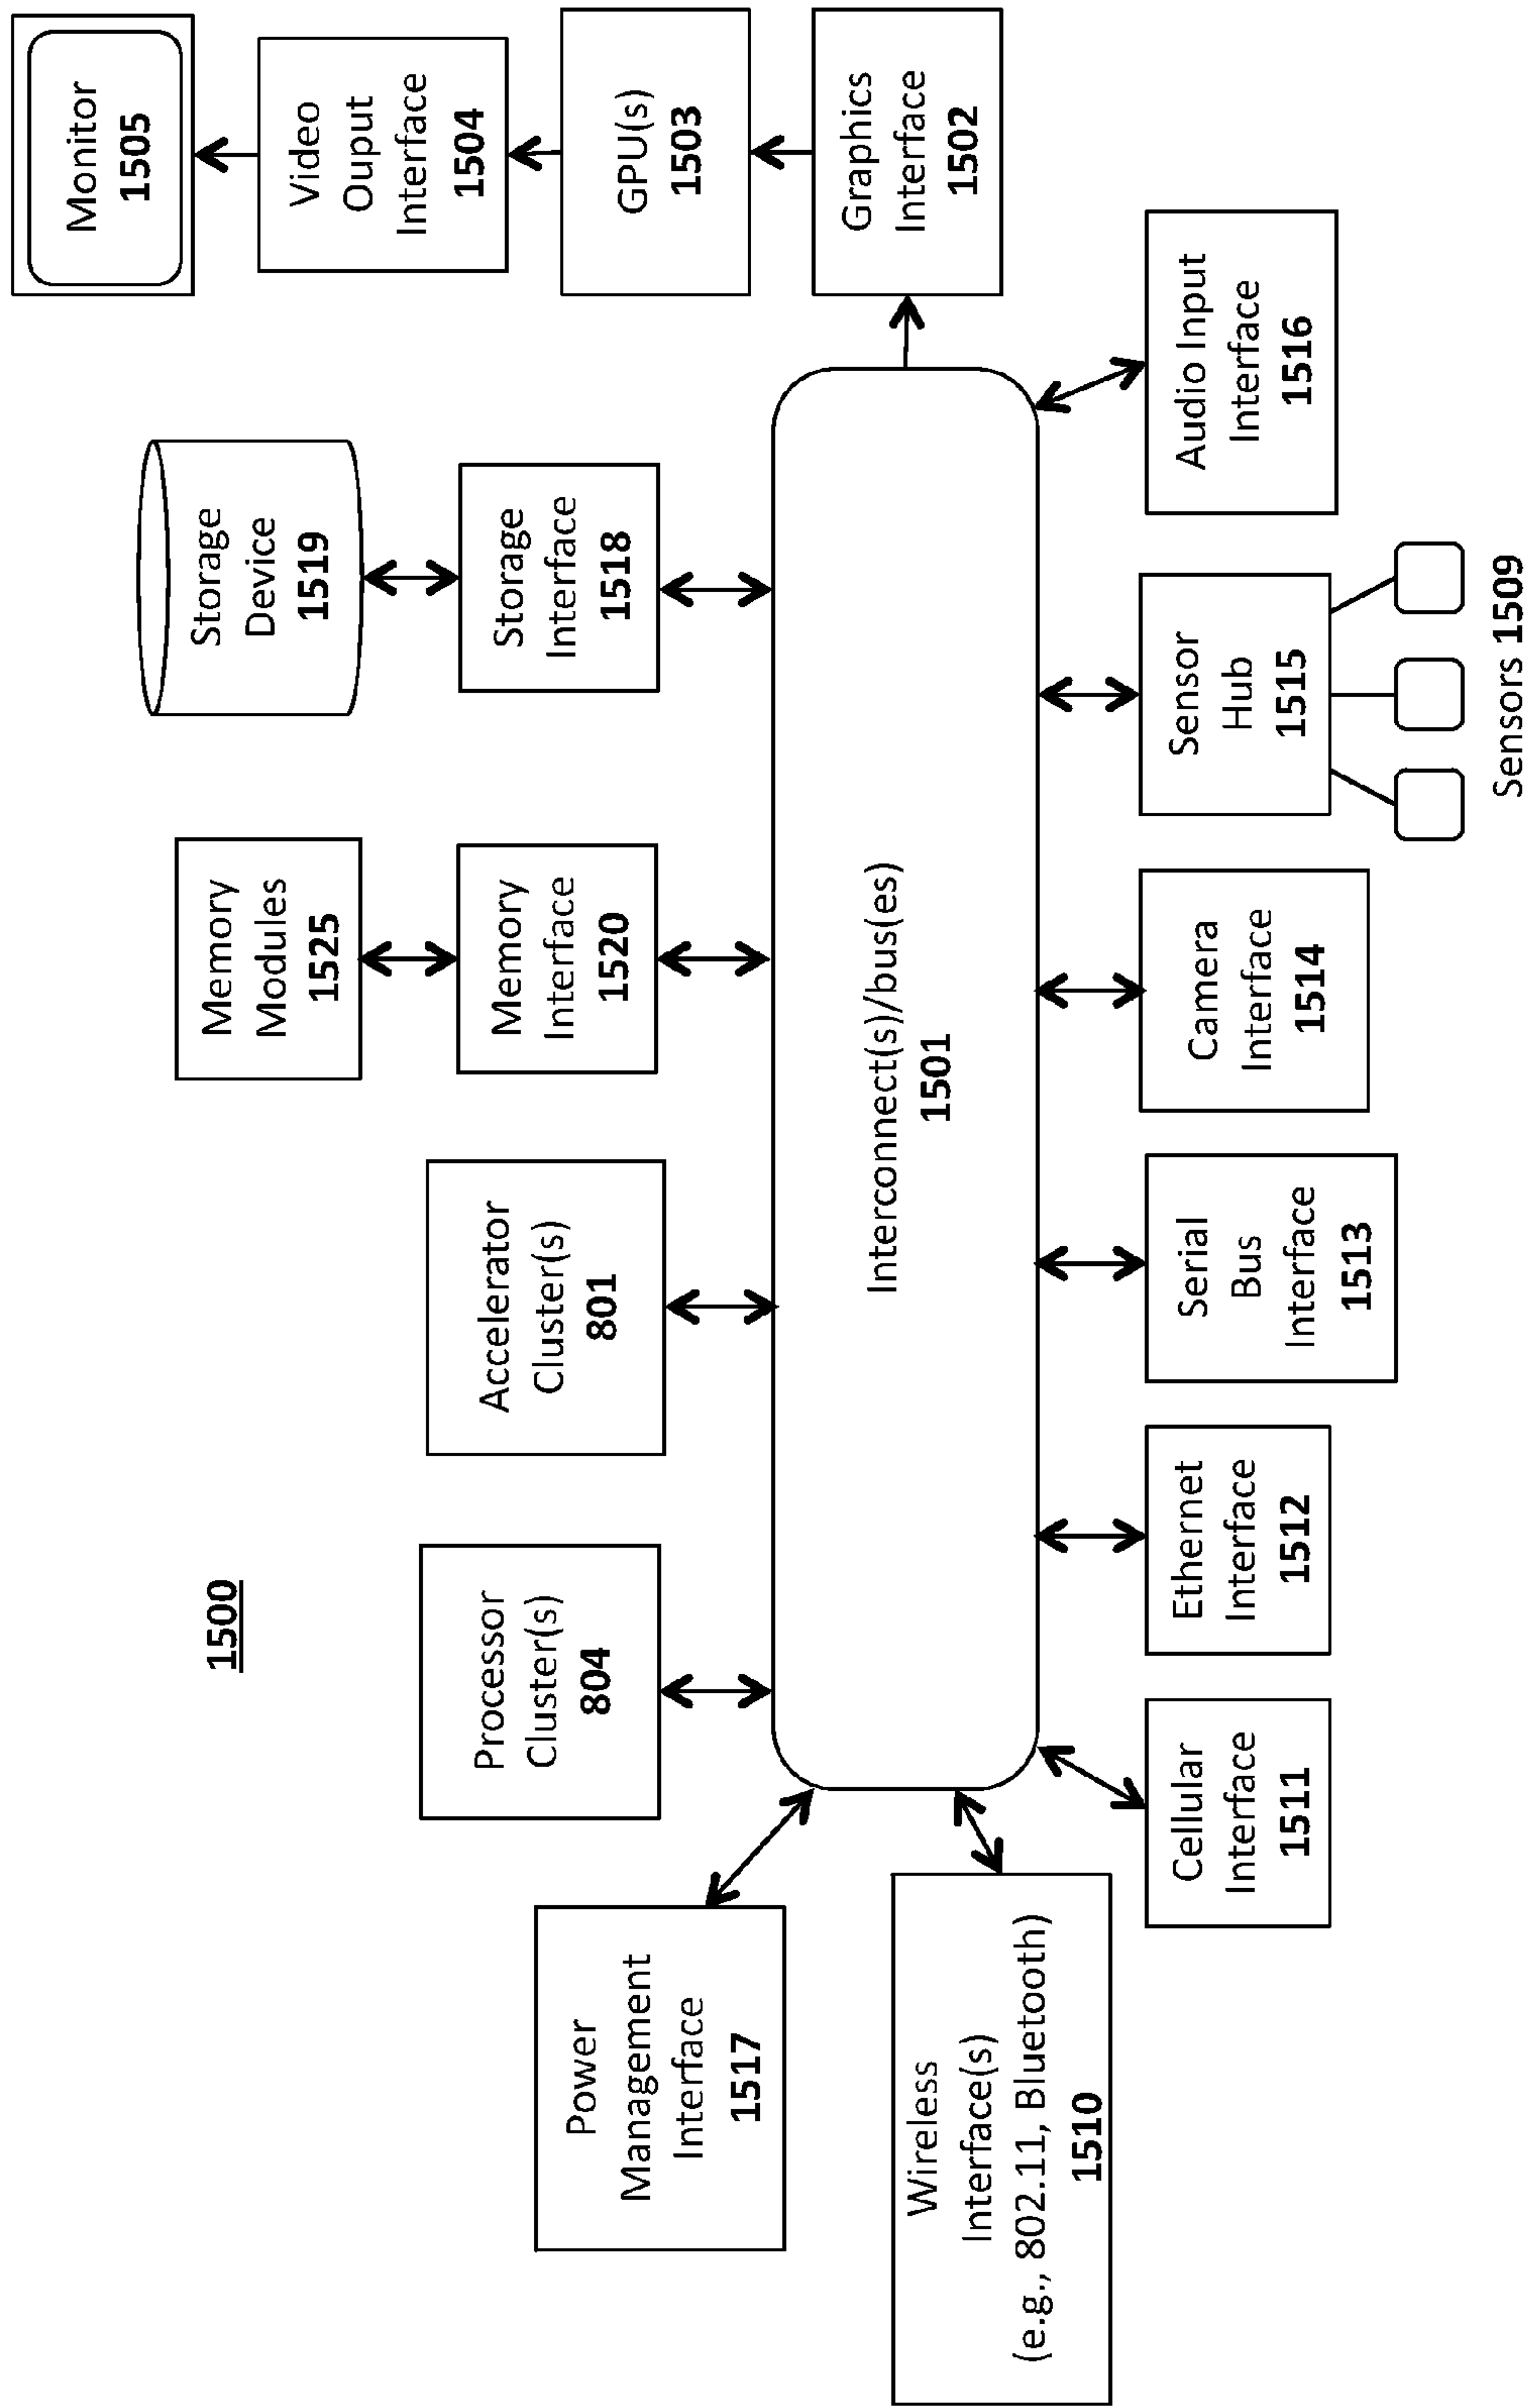 1500
Monitor
1505
Video
Ouput
Interface
1504
GPU(s)
1503
Graphics
Interface
1502
Storage
Device
1519
Storage
Interface
1518
Memory
Modules
1525
Memory
Interface
1520
Accelerator
Cluster(s)
801
Processor
Cluster(s)
804
Power
Management
Interface
1517
Interconnect(s)/bus(es)
1501
Wireless
Interface(s)
(e.g., 802.11, Bluetooth)
1510
Cellular
Interface
1511
Ethernet
Interface
1512
Serial
Bus
Interface
1513
Camera
Interface
1514
Sensor
Hub
1515
Sensors 1509
Audio Input
Interface
1516